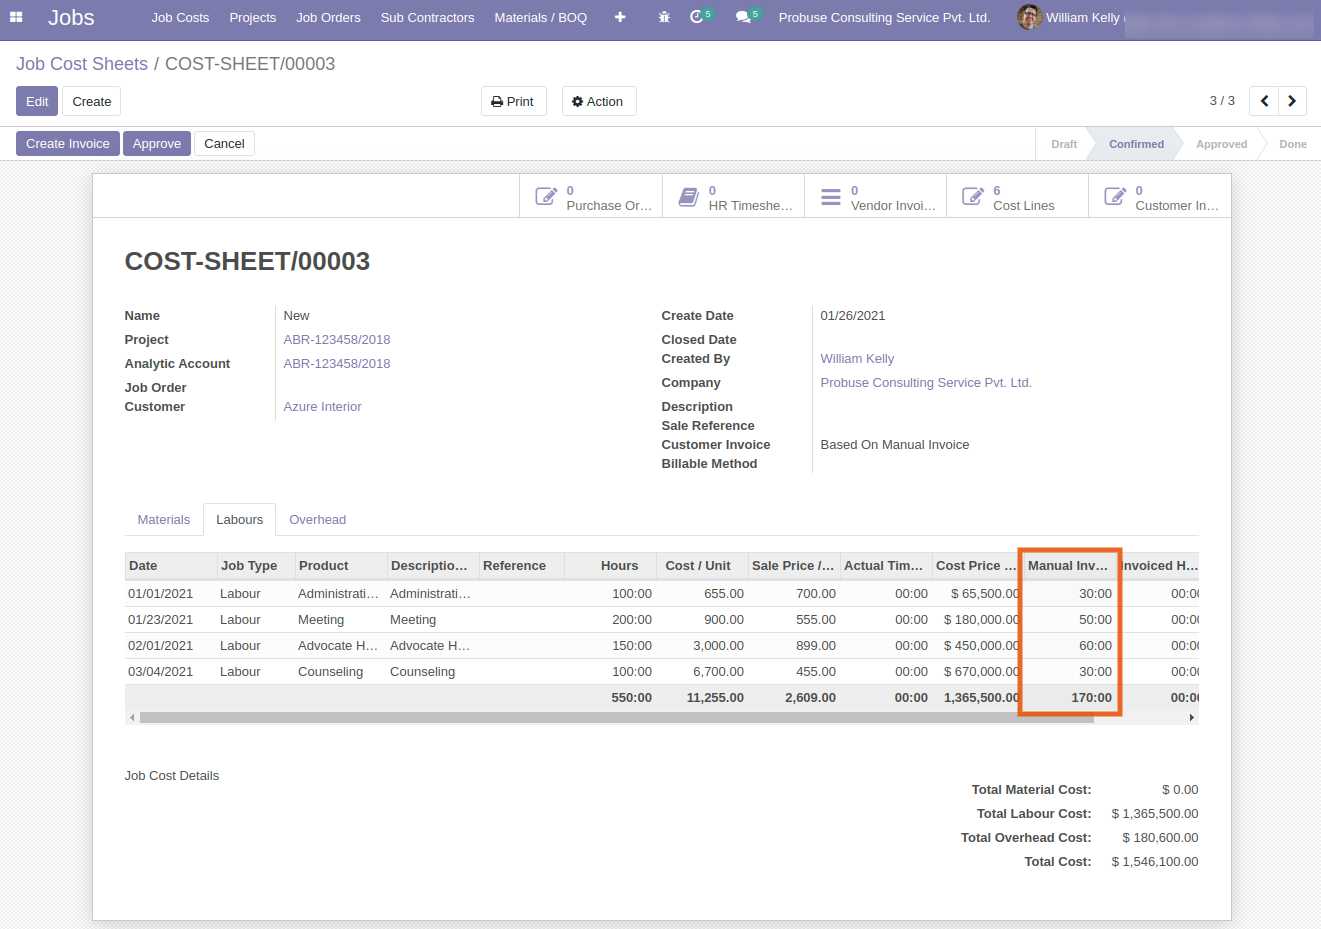 Jobs Job Costs Projects Job Orders Sub Contractors Materials / BOQ 5 5 Probuse Consulting Service Pvt. Ltd. William Kelly
Job Cost Sheets / COST-SHEET/00003
Edit Create Print Action 3 / 3
Create Invoice Approve Cancel Draft Confirmed Approved Done
0 0 0 6 0
Purchase Or... HR Timeshe... Vendor Invoi... Cost Lines Customer In...
COST-SHEET/00003
Name New Create Date 01/26/2021
Project ABR-123458/2018 Closed Date
Analytic Account ABR-123458/2018 Created By William Kelly
Job Order Company Probuse Consulting Service Pvt. Ltd.
Customer Azure Interior Description
Sale Reference
Customer Invoice Based On Manual Invoice
Billable Method
Materials Labours Overhead
Date Job Type Product Descriptio... Reference Hours Cost / Unit Sale Price /... Actual Tim... Cost Price ... Manual Inv... Invoiced H...
01/01/2021 Labour Administrati... Administrati... 100:00 655.00 700.00 00:00 $ 65,500.00 30:00 00:00
01/23/2021 Labour Meeting Meeting 200:00 900.00 555.00 00:00 $ 180,000.00 50:00 00:00
02/01/2021 Labour Advocate H... Advocate H... 150:00 3,000.00 899.00 00:00 $ 450,000.00 60:00 00:00
03/04/2021 Labour Counseling Counseling 100:00 6,700.00 455.00 00:00 $ 670,000.00 30:00 00:00
550:00 11,255.00 2,609.00 00:00 1,365,500.00 170:00 00:00
Job Cost Details
Total Material Cost: $ 0.00
Total Labour Cost: $ 1,365,500.00
Total Overhead Cost: $ 180,600.00
Total Cost: $ 1,546,100.00